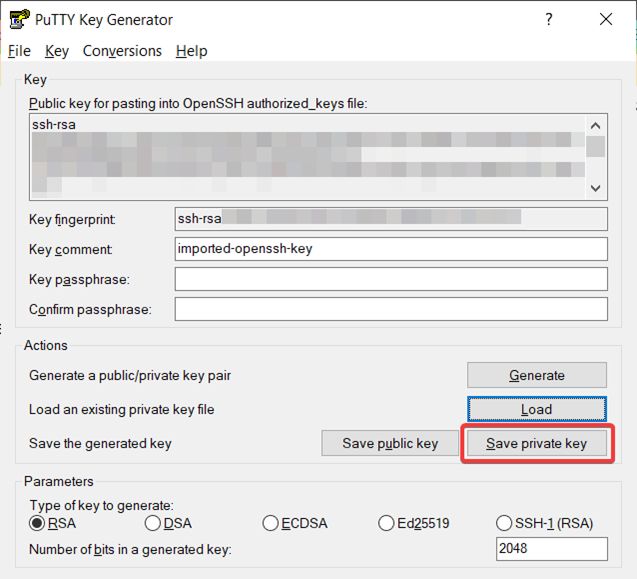 PuTTY Key Generator ? ×
File Key Conversions Help
Key
Public key for pasting into OpenSSH authorized_keys file:
ssh-rsa
Key fingerprint: ssh-rsa
Key comment: imported-openssh-key
Key passphrase:
Confirm passphrase:
Actions
Generate a public/private key pair Generate
Load an existing private key file Load
Save the generated key Save public key Save private key
Parameters
Type of key to generate:
RSA DSA ECDSA Ed25519 SSH-1 (RSA)
Number of bits in a generated key: 2048